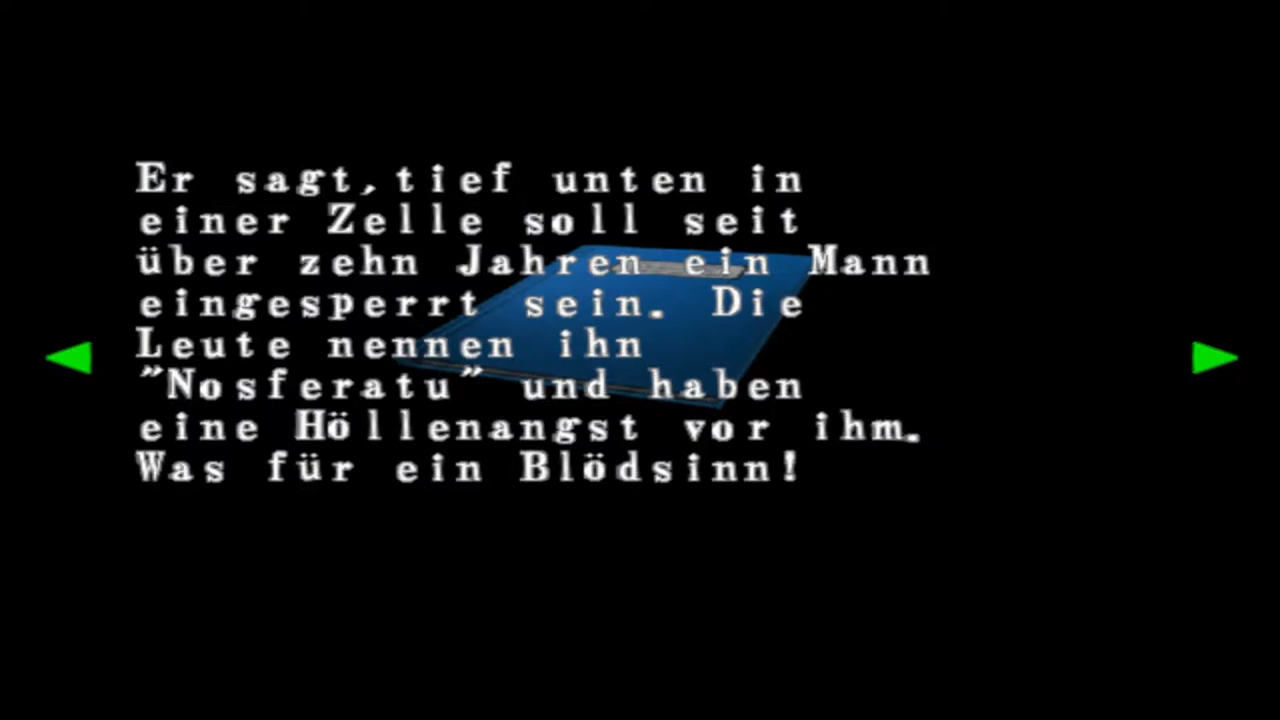 Er sagt,tief unten in
einer Zelle soll seit
über zehn Jahren ein Mann
eingesperrt sein. Die
Leute nennen ihn
"Nosferatu" und haben
eine Höllenangst vor ihm.
Was für ein Blödsinn!